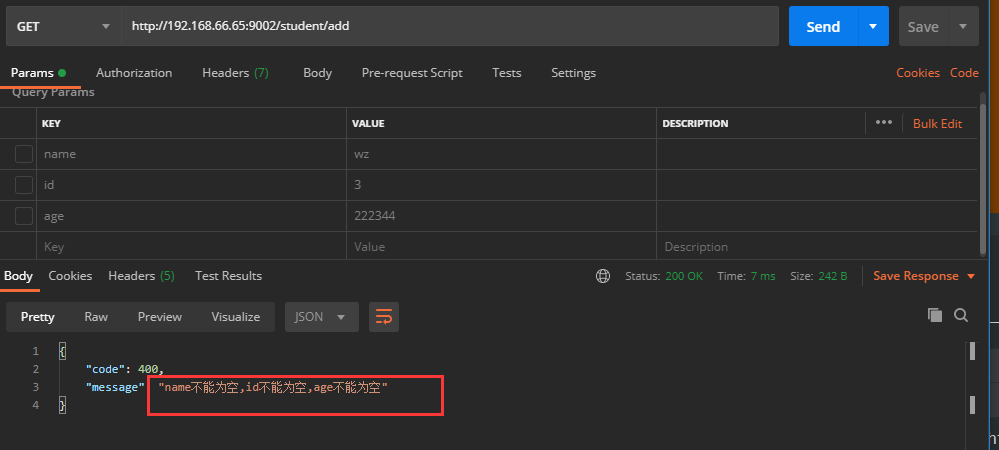 GET http://192.168.66.65:9002/student/add Send Save
Params Authorization Headers (7) Body Pre-request Script Tests Settings Cookies Code
Query Params
KEY VALUE DESCRIPTION ••• Bulk Edit
name wz
id 3
age 222344
Key Value Description
Body Cookies Headers (5) Test Results Status: 200 OK Time: 7 ms Size: 242 B Save Response
Pretty Raw Preview Visualize JSON
1 {
2 "code": 400,
3 "message" "name不能为空,id不能为空,age不能为空"
4 }